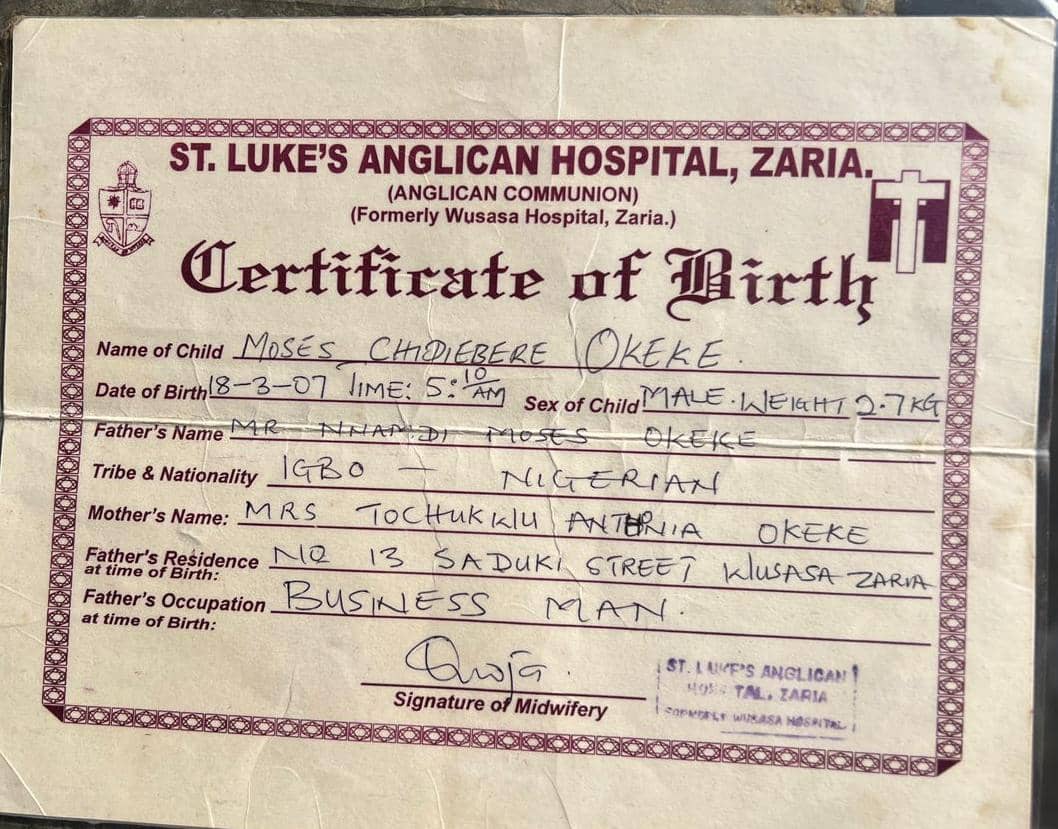 ST. LUKE'S ANGLICAN HOSPITAL, ZARIA.
(ANGLICAN COMMUNION)
(Formerly Wusasa Hospital, Zaria.)
Certificate of Birth
Name of Child MOSES CHIDIEBERE OKEKE.
Date of Birth 18-3-07 TIME: 5:10 AM Sex of Child MALE. WEIGHT 2.7KG
Father's Name MR NNAMDI MOSES OKEKE
Tribe & Nationality IGBO — NIGERIAN
Mother's Name: MRS TOCHUKWU ANTHONIA OKEKE
Father's Residence NO 13 SADUKI STREET WUSASA ZARIA
at time of Birth:
Father's Occupation BUSINESS MAN.
at time of Birth:
Signature of Midwifery
ST. LUKE'S ANGLICAN
HOSPITAL, ZARIA
FORMERLY WUSASA HOSPITAL